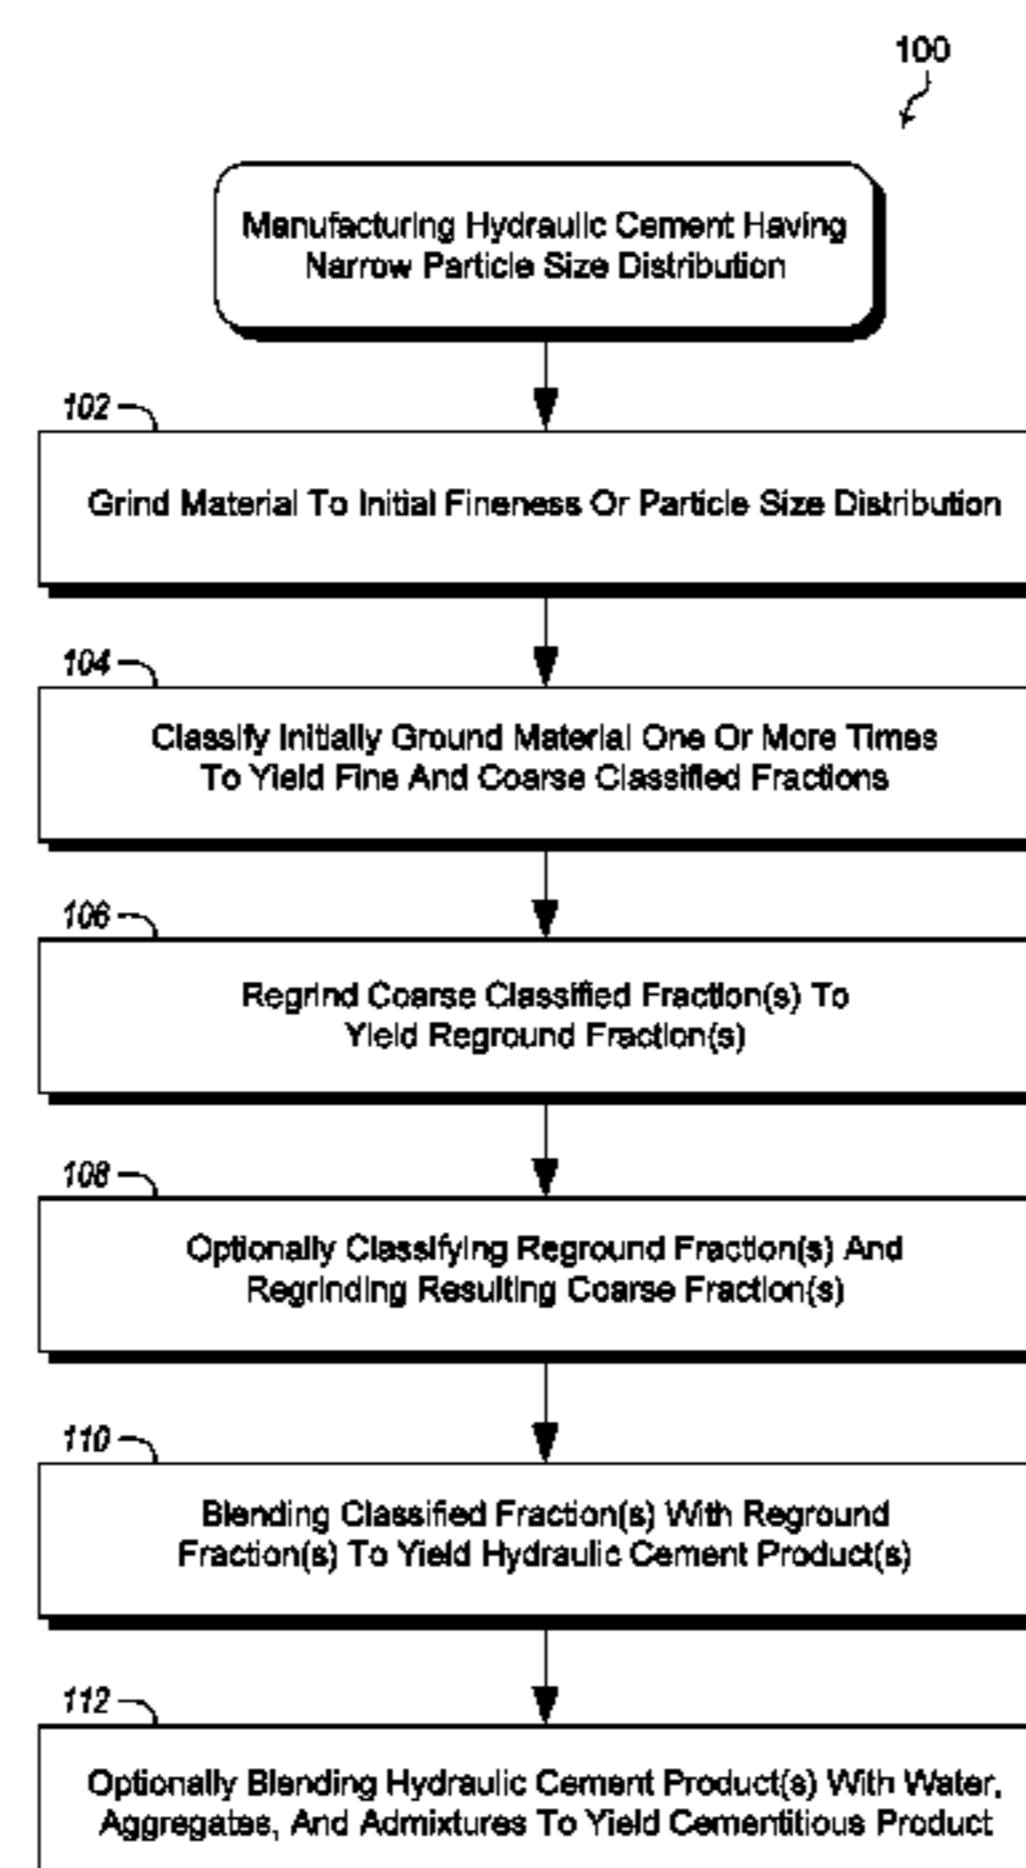 100
Manufacturing Hydraulic Cement Having
Narrow Particle Size Distribution
102
Grind Material To Initial Fineness Or Particle Size Distribution
104
Classify Initially Ground Material One Or More Times
To Yield Fine And Coarse Classified Fractions
106
Regrind Coarse Classified Fraction(s) To
Yield Reground Fraction(s)
108
Optionally Classifying Reground Fraction(s) And
Regrinding Resulting Coarse Fraction(s)
110
Blending Classified Fraction(s) With Reground
Fraction(s) To Yield Hydraulic Cement Product(s)
112
Optionally Blending Hydraulic Cement Product(s) With Water,
Aggregates, And Admixtures To Yield Cementitious Product